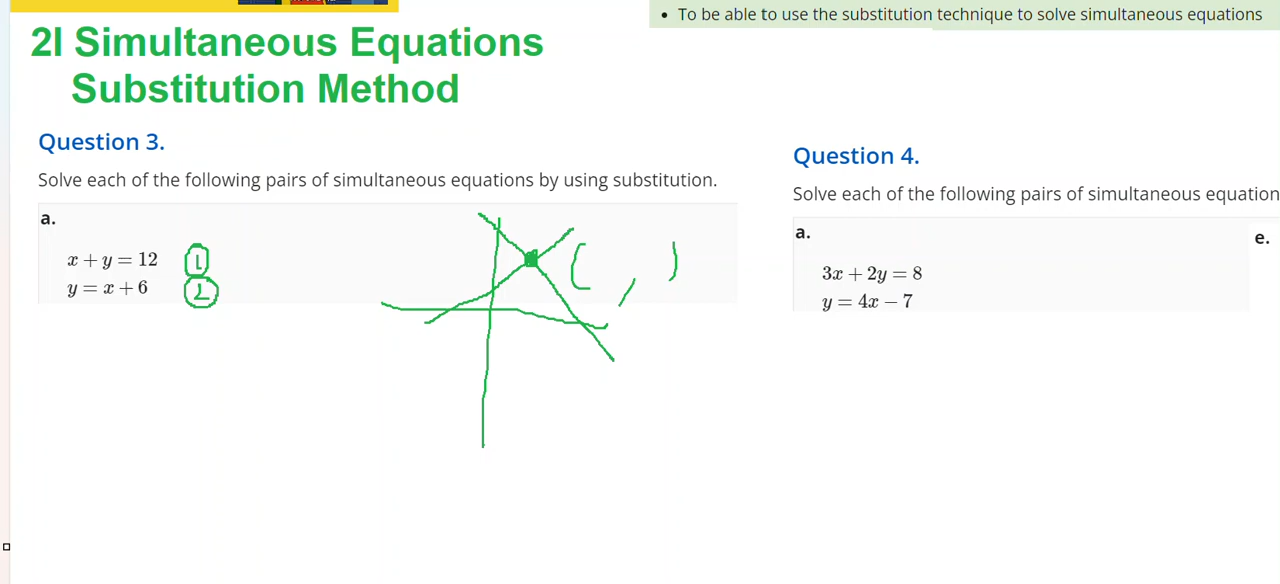 To be able to use the substitution technique to solve simultaneous equations
2I Simultaneous Equations
Substitution Method
Question 3.
Solve each of the following pairs of simultaneous equations by using substitution.
a.
x + y = 12 ①
y = x + 6 ②
( , )
Question 4.
Solve each of the following pairs of simultaneous equation
a.
3x + 2y = 8
y = 4x − 7
e.